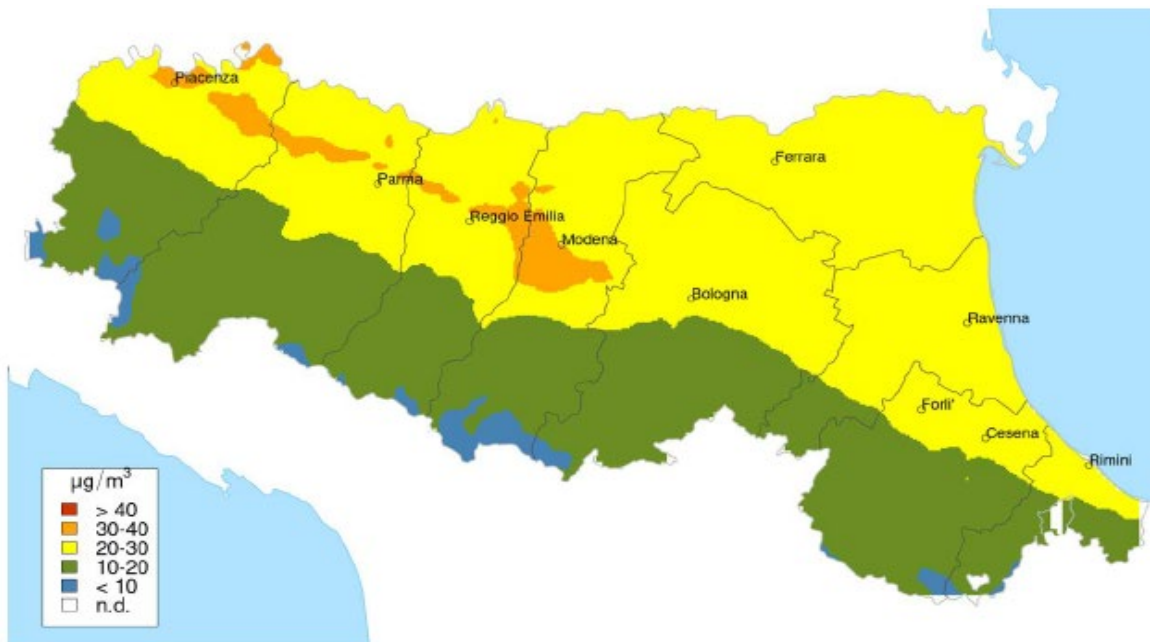 Piacenza
Ferrara
Parma
Reggio Emilia
Modena
Bologna
Ravenna
Forli'
Cesena
Rimini
µg/m³
> 40
30-40
20-30
10-20
< 10
n.d.